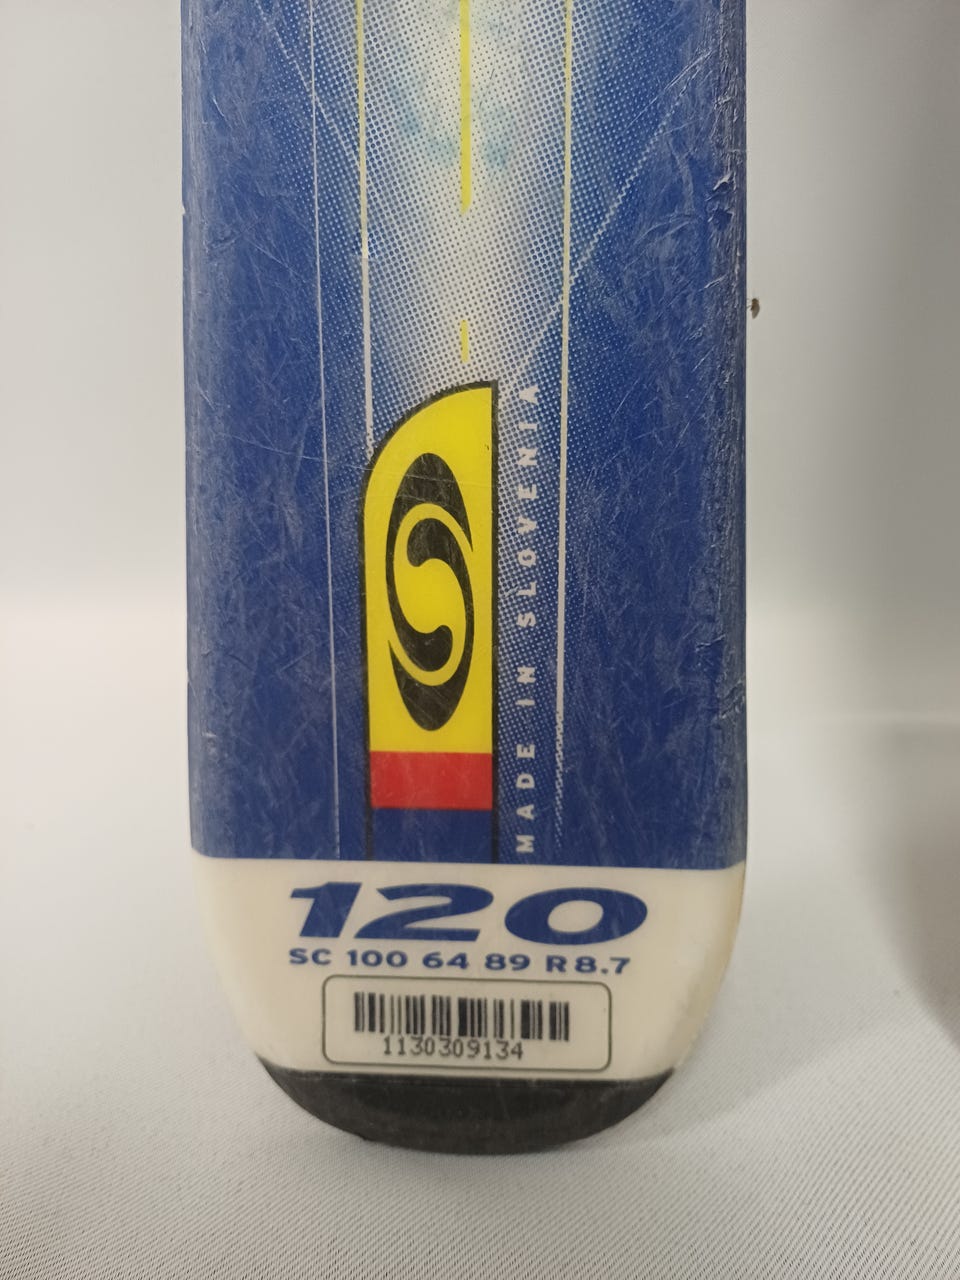 MADE IN SLOVENIA
120
SC 100 64 89 R 8.7
1130309134